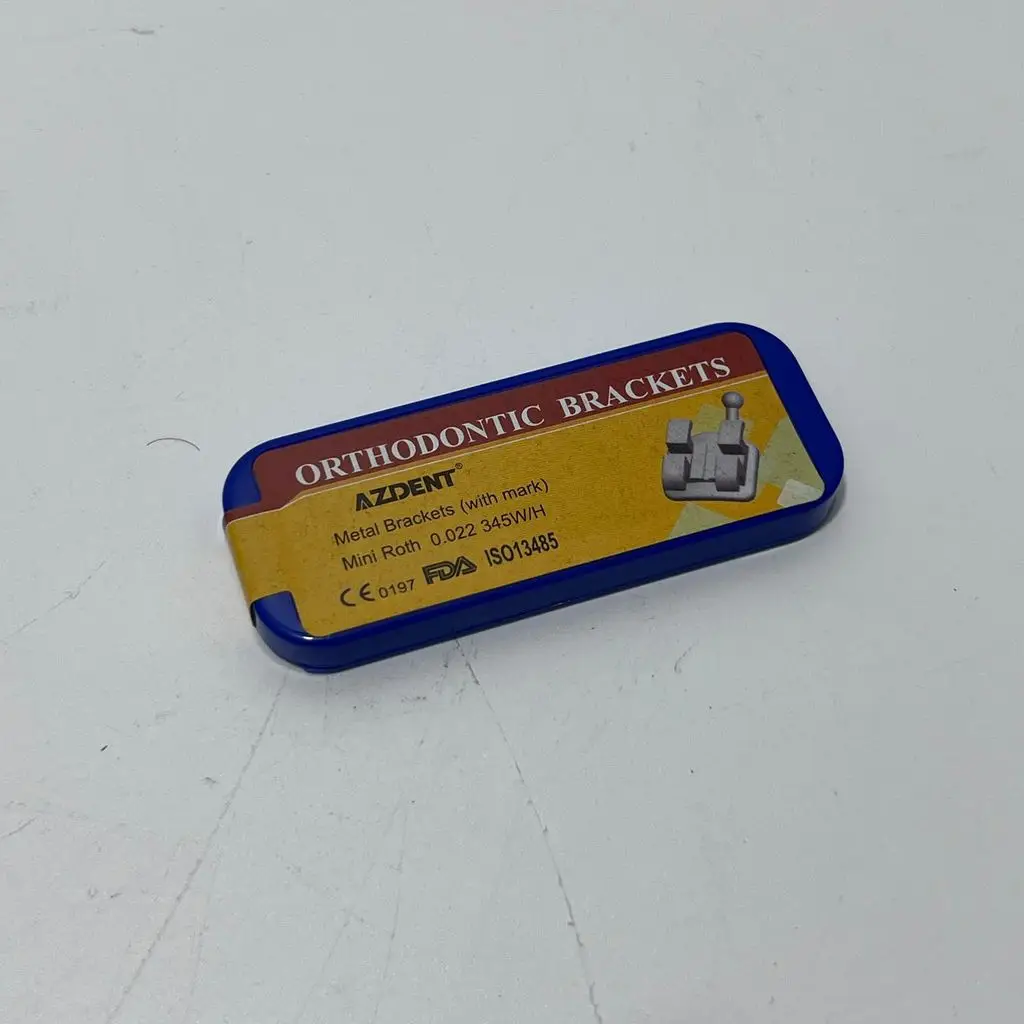 ORTHODONTIC BRACKETS
AZDENT®
Metal Brackets (with mark)
Mini Roth 0.022 345W/H
CE 0197 FDA ISO13485